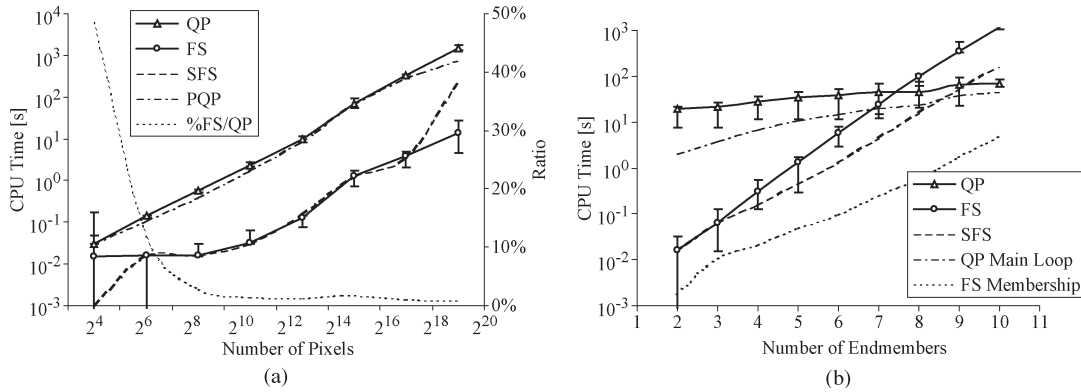 10^4
10^3
10^2
10^1
10^0
10^-1
10^-2
10^-3
CPU Time [s]
QP
FS
SFS
PQP
%FS/QP
50%
40%
30%
20%
10%
0%
Ratio
2^4 2^6 2^8 2^10 2^12 2^14 2^16 2^18 2^20
Number of Pixels
(a)
10^3
10^2
10^1
10^0
10^-1
10^-2
10^-3
CPU Time [s]
QP
FS
SFS
QP Main Loop
FS Membership
1 2 3 4 5 6 7 8 9 10 11
Number of Endmembers
(b)